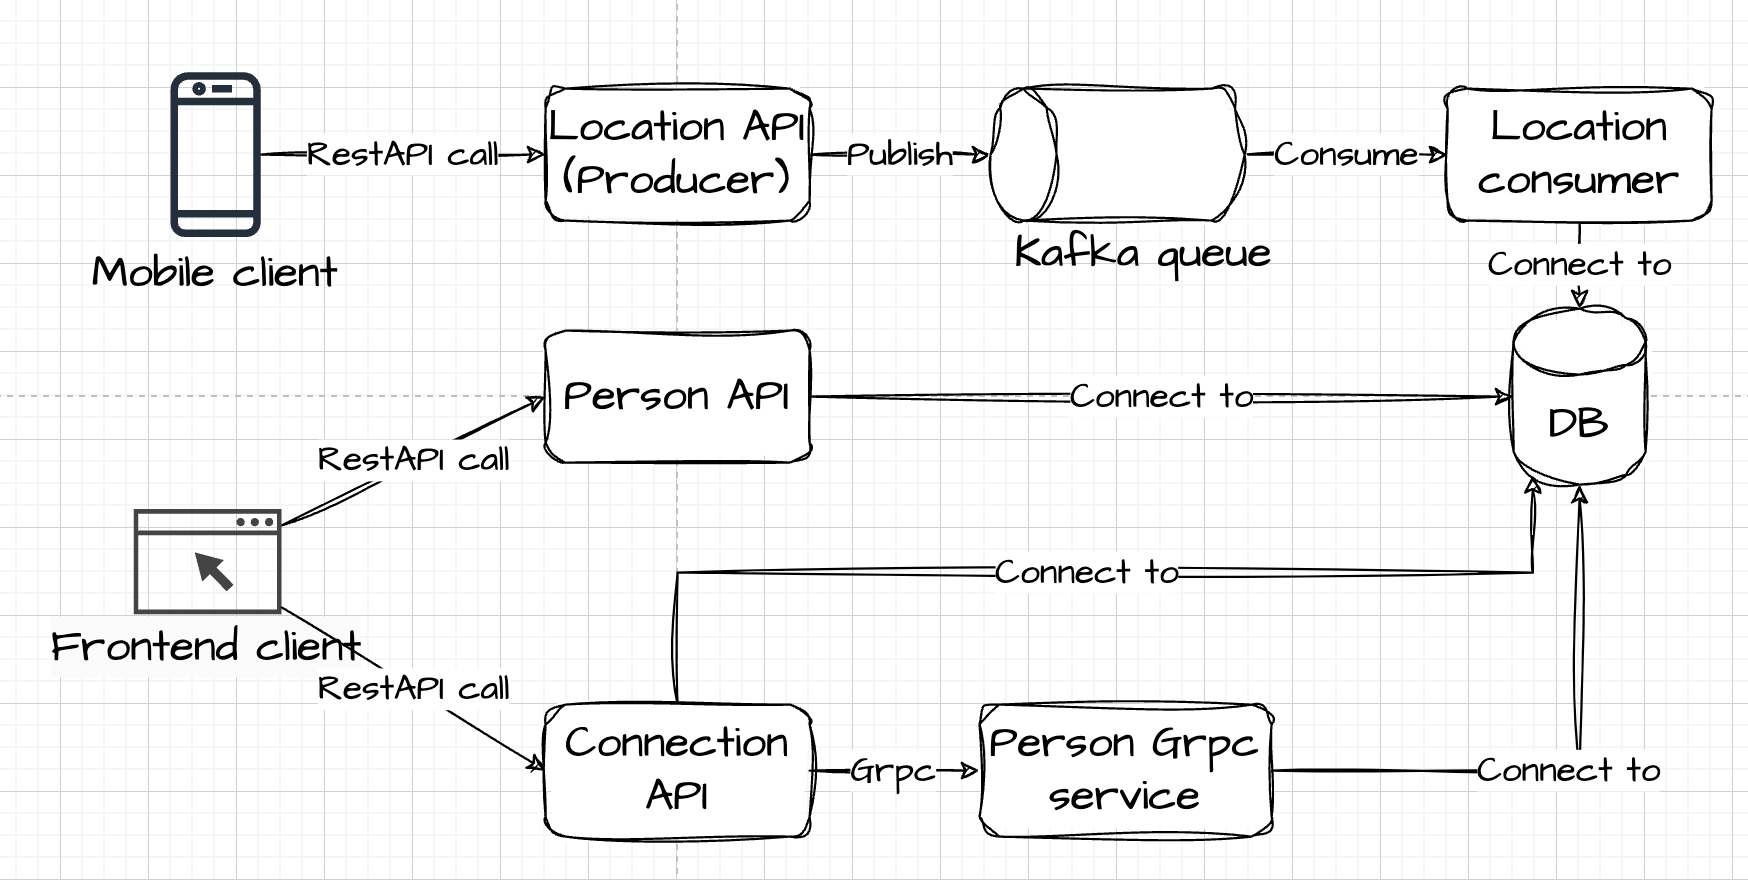 Location API
(Producer)
Location
consumer
RestAPI call
Publish
Consume
Kafka queue
Mobile client
Connect to
Person API
Connect to
DB
RestAPI call
Connect to
Frontend client
RestAPI call
Connection
API
Grpc
Person Grpc
service
Connect to